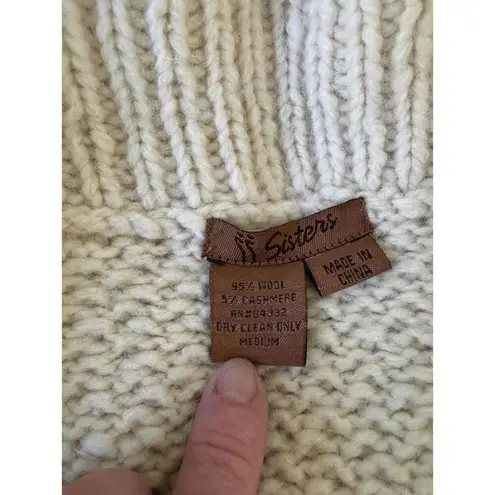 Sisters
MADE IN
CHINA
95% WOOL
5% CASHMERE
RN#84332
DRY CLEAN ONLY
MEDIUM